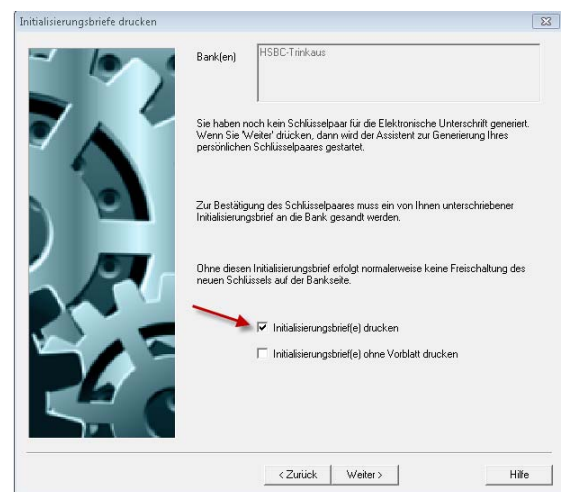 Initialisierungsbriefe drucken
Bank(en)
HSBC-Trinkaus
Sie haben noch kein Schlüsselpaar für die Elektronische Unterschrift generiert.
Wenn Sie 'Weiter' drücken, dann wird der Assistent zur Generierung Ihres
persönlichen Schlüsselpaares gestartet.
Zur Bestätigung des Schlüsselpaares muss ein von Ihnen unterschriebener
Initialisierungsbrief an die Bank gesandt werden.
Ohne diesen Initialisierungsbrief erfolgt normalerweise keine Freischaltung des
neuen Schlüssels auf der Bankseite.
Initialisierungsbrief(e) drucken
Initialisierungsbrief(e) ohne Vorblatt drucken
< Zurück
Weiter >
Hilfe